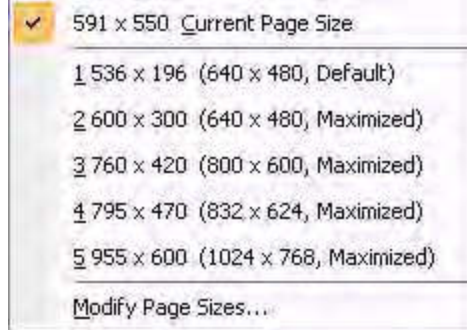 591 x 550 Current Page Size
1 536 x 196 (640 x 480, Default)
2 600 x 300 (640 x 480, Maximized)
3 760 x 420 (800 x 600, Maximized)
4 795 x 470 (832 x 624, Maximized)
5 955 x 600 (1024 x 768, Maximized)
Modify Page Sizes...